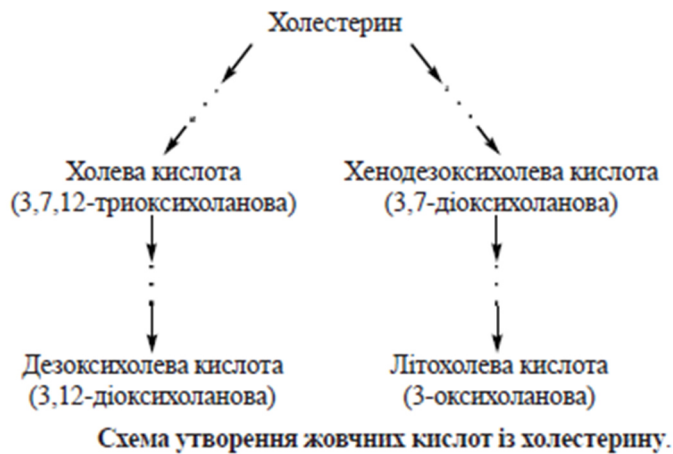 Холестерин
Холева кислота
(3,7,12-триоксихоланова)
Хенодезоксихолева кислота
(3,7-діоксихоланова)
Дезоксихолева кислота
(3,12-діоксихоланова)
Літохолева кислота
(3-оксихоланова)
Схема утворення жовчних кислот із холестерину.